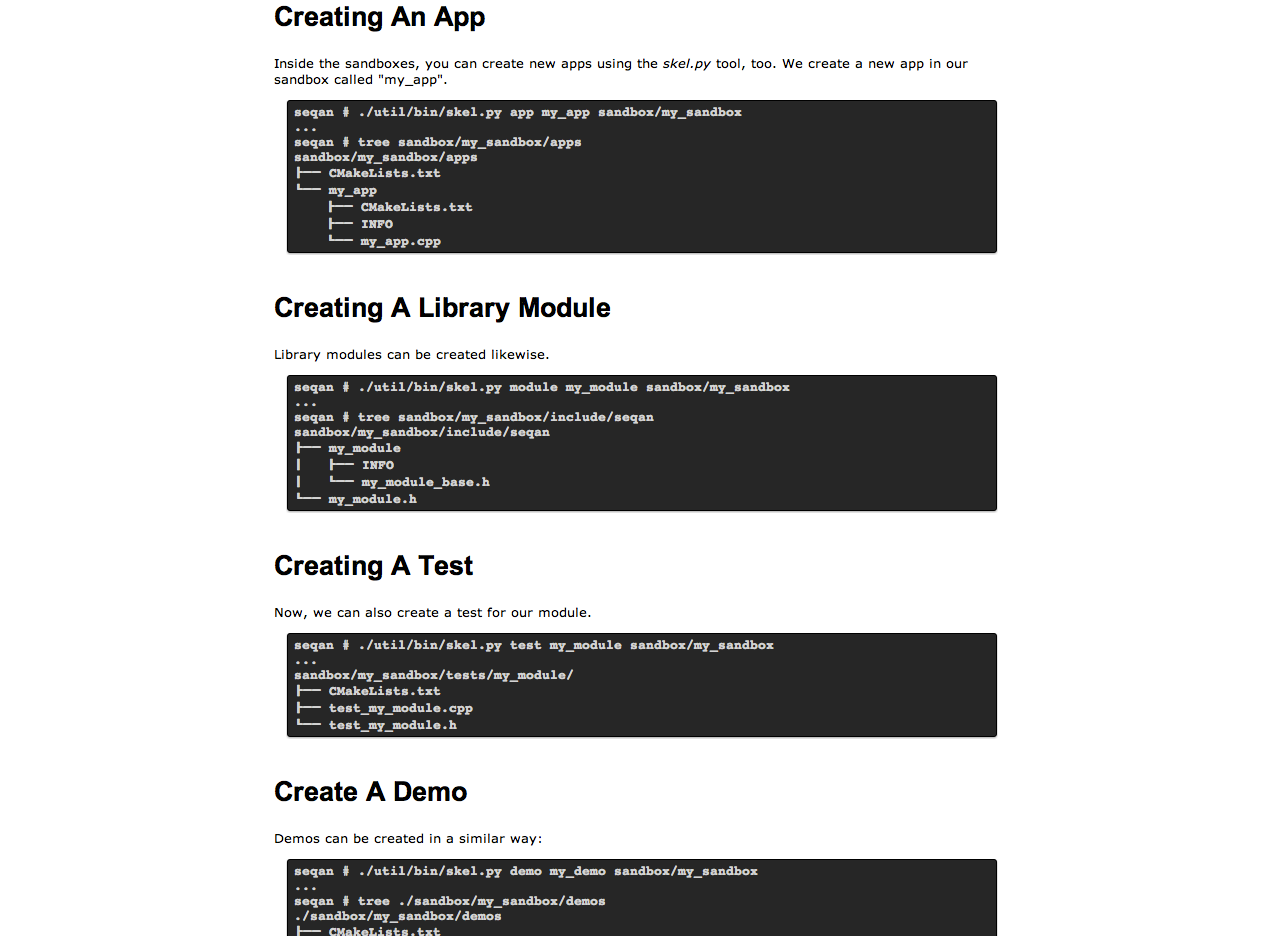 Creating An App
Inside the sandboxes, you can create new apps using the skel.py tool, too. We create a new app in our
sandbox called "my_app".
seqan # ./util/bin/skel.py app my_app sandbox/my_sandbox
...
seqan # tree sandbox/my_sandbox/apps
sandbox/my_sandbox/apps
├── CMakeLists.txt
└── my_app
    ├── CMakeLists.txt
    ├── INFO
    └── my_app.cpp
Creating A Library Module
Library modules can be created likewise.
seqan # ./util/bin/skel.py module my_module sandbox/my_sandbox
...
seqan # tree sandbox/my_sandbox/include/seqan
sandbox/my_sandbox/include/seqan
├── my_module
│   ├── INFO
│   └── my_module_base.h
└── my_module.h
Creating A Test
Now, we can also create a test for our module.
seqan # ./util/bin/skel.py test my_module sandbox/my_sandbox
...
sandbox/my_sandbox/tests/my_module/
├── CMakeLists.txt
├── test_my_module.cpp
└── test_my_module.h
Create A Demo
Demos can be created in a similar way:
seqan # ./util/bin/skel.py demo my_demo sandbox/my_sandbox
...
seqan # tree ./sandbox/my_sandbox/demos
./sandbox/my_sandbox/demos
├── CMakeLists.txt